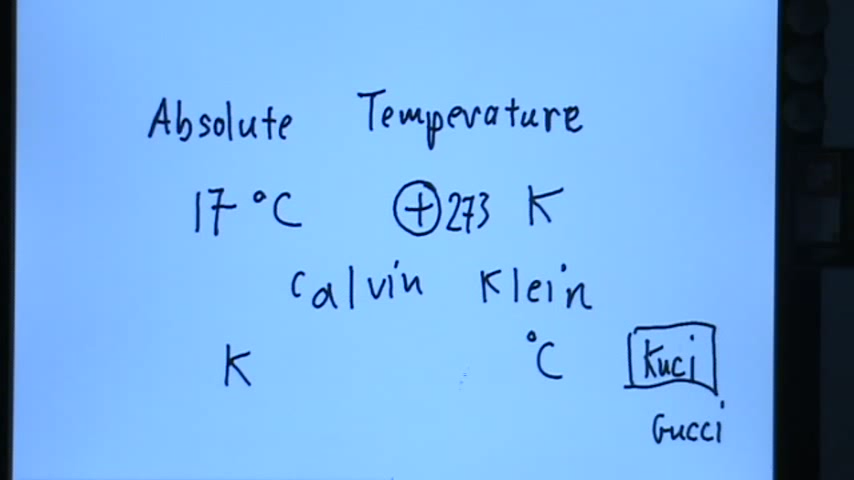 Absolute Temperature
17 °C + 273 K
Calvin Klein
K °C Kuci
Gucci